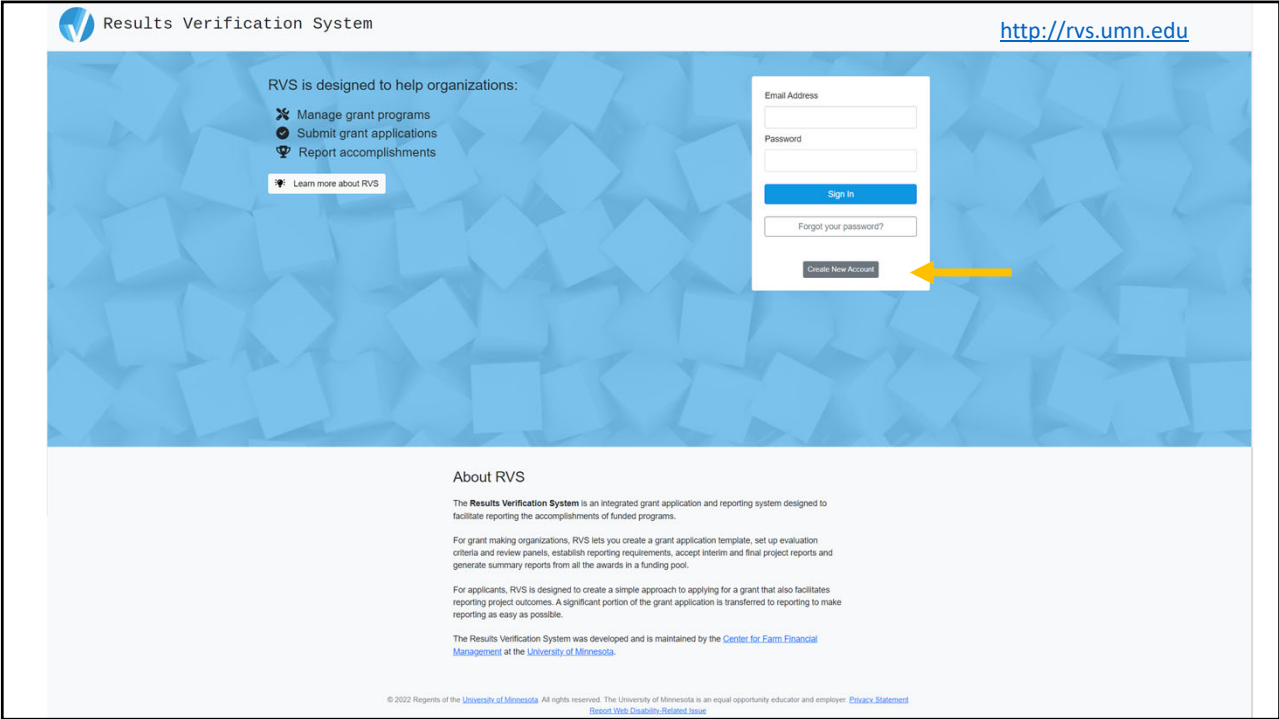 Results Verification System
http://rvs.umn.edu
RVS is designed to help organizations:
Manage grant programs
Submit grant applications
Report accomplishments
Learn more about RVS
Email Address
Password
Sign In
Forgot your password?
Create New Account
About RVS
The Results Verification System is an integrated grant application and reporting system designed to
facilitate reporting the accomplishments of funded programs.
For grant making organizations, RVS lets you create a grant application template, set up evaluation
criteria and review panels, establish reporting requirements, accept interim and final project reports and
generate summary reports from all the awards in a funding pool.
For applicants, RVS is designed to create a simple approach to applying for a grant that also facilitates
reporting project outcomes. A significant portion of the grant application is transferred to reporting to make
reporting as easy as possible.
The Results Verification System was developed and is maintained by the Center for Farm Financial
Management at the University of Minnesota.
© 2022 Regents of the University of Minnesota. All rights reserved. The University of Minnesota is an equal opportunity educator and employer. Privacy Statement
Report Web Disability-Related Issue